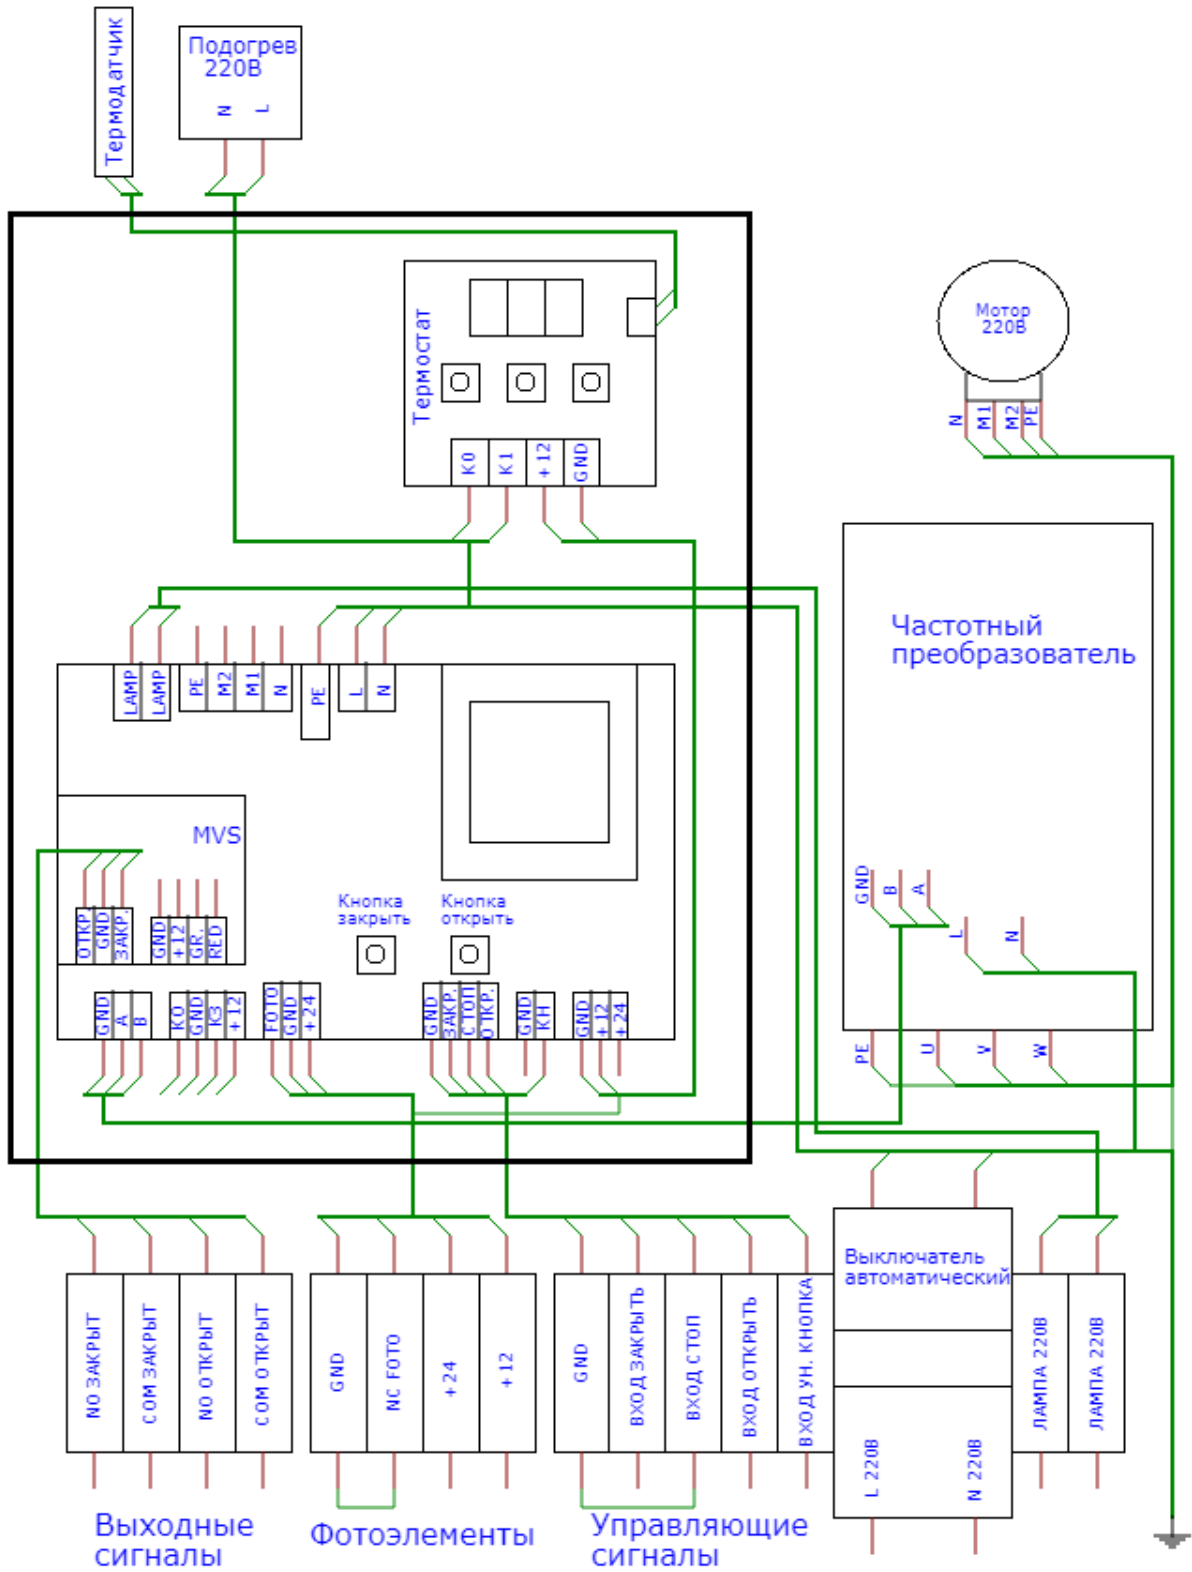 Термодатчик
Подогрев
220В
N
L
Термостат
K0
K1
+12
GND
Мотор
220В
N
M1
M2
PE
Частотный
преобразователь
LAMP
LAMP
PE
M2
M1
N
PE
L
N
MVS
ОТКР.
GND
ЗАКР.
GND
+12
GR.
RED
Кнопка
закрыть
Кнопка
открыть
GND
A
B
КО
GND
КЗ
+12
FOTO
GND
+24
GND
ЗАКР.
СТОП
ОТКР.
GND
КН
GND
+12
+24
GND
B
A
L
N
PE
U
V
W
NO ЗАКРЫТ
COM ЗАКРЫТ
NO ОТКРЫТ
COM ОТКРЫТ
GND
NC FOTO
+24
+12
GND
ВХОД ЗАКРЫТЬ
ВХОД СТОП
ВХОД ОТКРЫТЬ
ВХОД УН. КНОПКА
Выключатель
автоматический
L 220В
N 220В
ЛАМПА 220В
ЛАМПА 220В
Выходные
сигналы
Фотоэлементы
Управляющие
сигналы